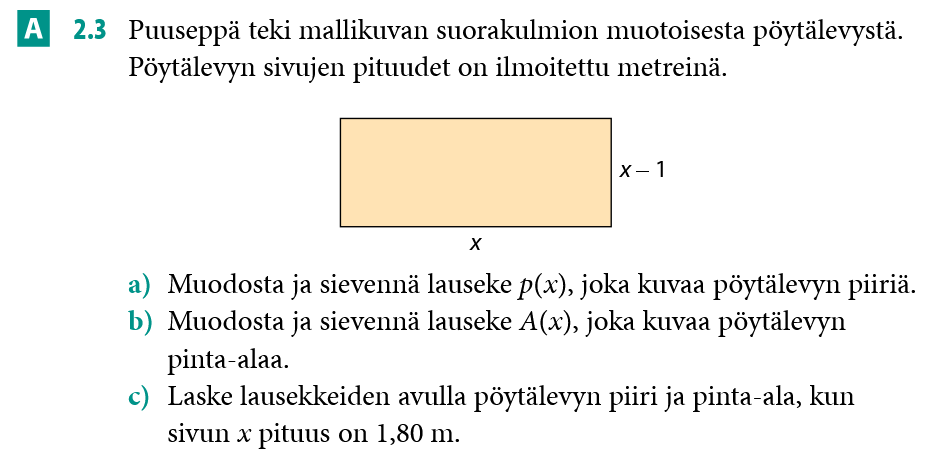 A 2.3 Puuseppä teki mallikuvan suorakulmion muotoisesta pöytälevystä.
Pöytälevyn sivujen pituudet on ilmoitettu metreinä.
x – 1
x
a) Muodosta ja sievennä lauseke p(x), joka kuvaa pöytälevyn piiriä.
b) Muodosta ja sievennä lauseke A(x), joka kuvaa pöytälevyn
pinta-alaa.
c) Laske lausekkeiden avulla pöytälevyn piiri ja pinta-ala, kun
sivun x pituus on 1,80 m.